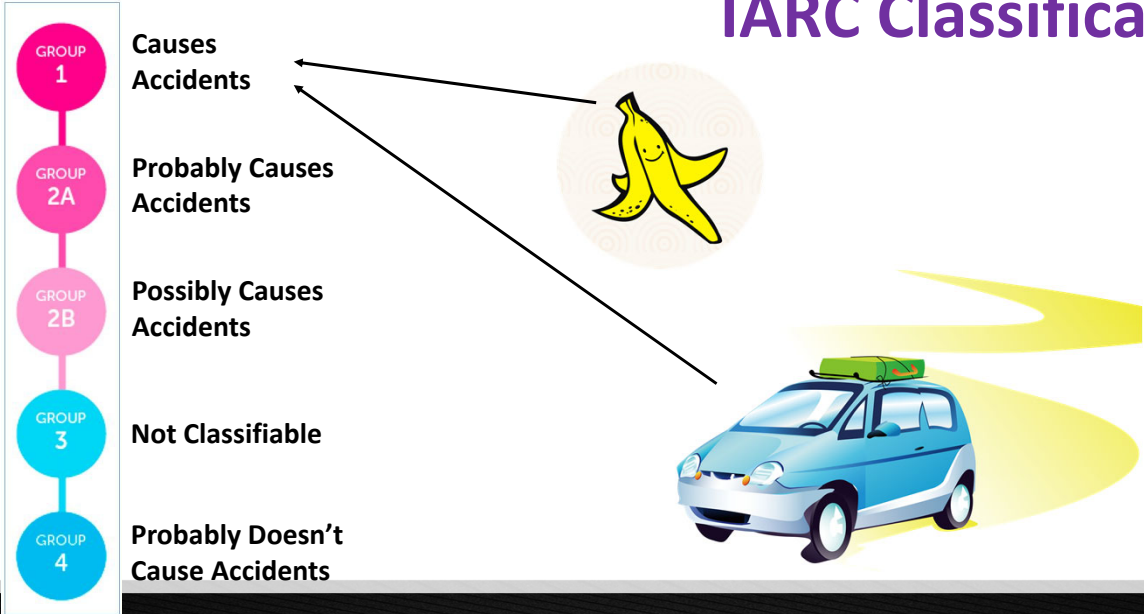 IARC Classifica
GROUP
1
Causes
Accidents
GROUP
2A
Probably Causes
Accidents
GROUP
2B
Possibly Causes
Accidents
GROUP
3
Not Classifiable
GROUP
4
Probably Doesn’t
Cause Accidents